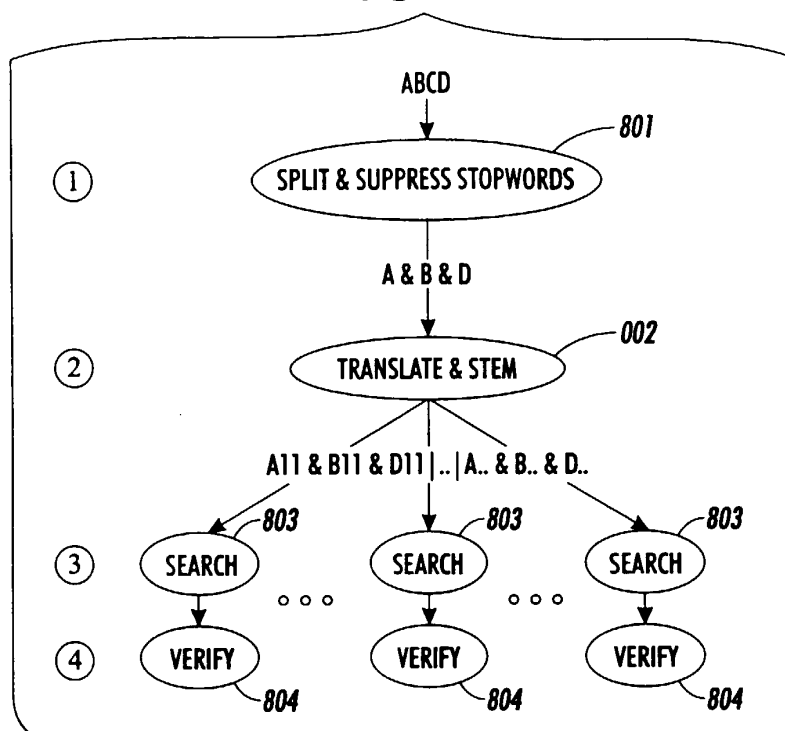 ABCD
801
1 SPLIT & SUPPRESS STOPWORDS
A & B & D
002
2 TRANSLATE & STEM
A11 & B11 & D11 | .. | A.. & B.. & D..
803 803 803
3 SEARCH SEARCH SEARCH
4 VERIFY VERIFY VERIFY
804 804 804